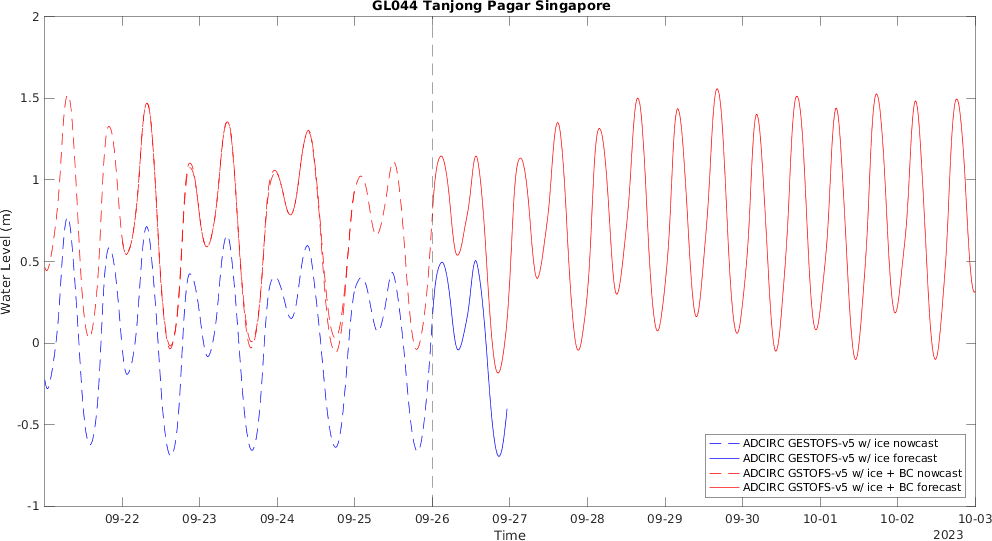 GL044 Tanjong Pagar Singapore
2
1.5
1
0.5
0
-0.5
-1
Water Level (m)
ADCIRC GESTOFS-v5 w/ ice nowcast
ADCIRC GESTOFS-v5 w/ ice forecast
ADCIRC GSTOFS-v5 w/ ice + BC nowcast
ADCIRC GSTOFS-v5 w/ ice + BC forecast
09-22 09-23 09-24 09-25 09-26 09-27 09-28 09-29 09-30 10-01 10-02 10-03
Time
2023